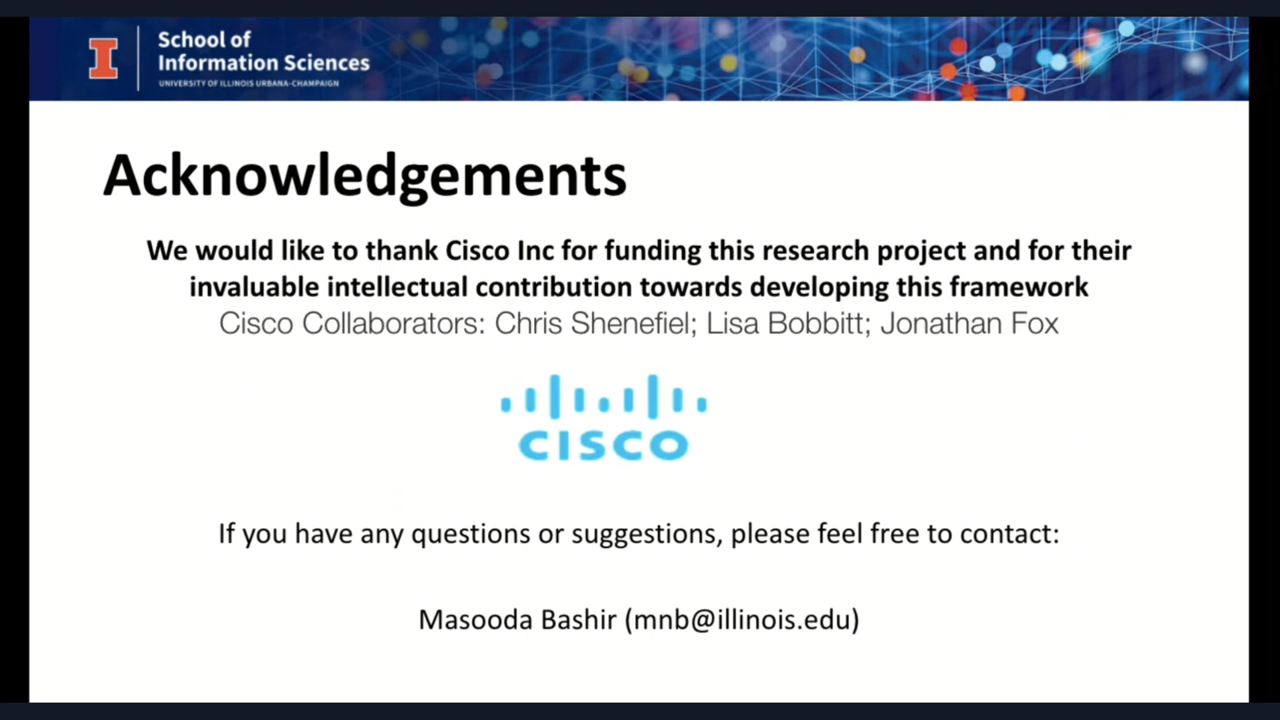 I
School of
Information Sciences
UNIVERSITY OF ILLINOIS URBANA-CHAMPAIGN
Acknowledgements
We would like to thank Cisco Inc for funding this research project and for their
invaluable intellectual contribution towards developing this framework
Cisco Collaborators: Chris Shenefiel; Lisa Bobbitt; Jonathan Fox
CISCO
If you have any questions or suggestions, please feel free to contact:
Masooda Bashir (mnb@illinois.edu)